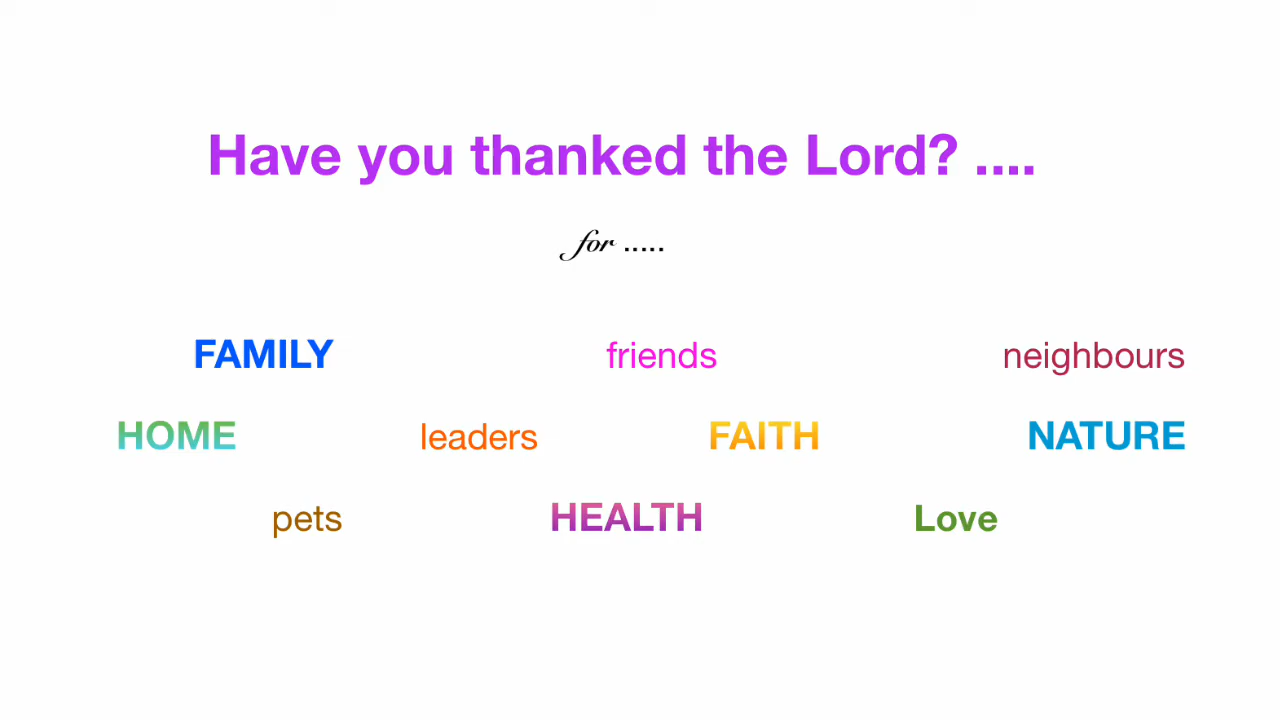 Have you thanked the Lord? ....
for .....
FAMILY friends neighbours
HOME leaders FAITH NATURE
pets HEALTH Love